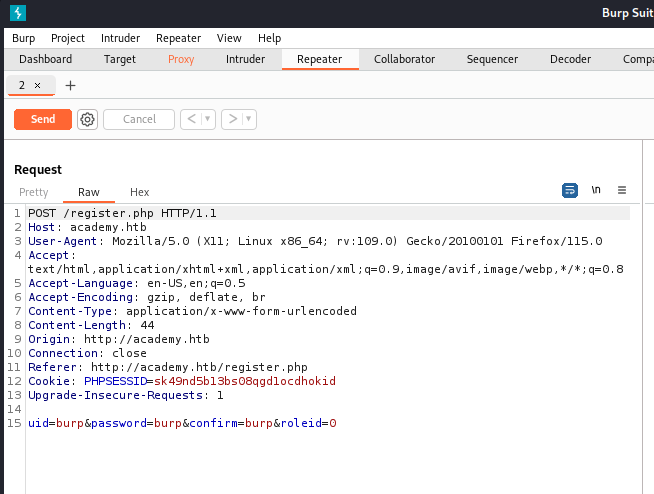 Burp Suit
Burp Project Intruder Repeater View Help
Dashboard Target Proxy Intruder Repeater Collaborator Sequencer Decoder Compa
2 × +
Send Cancel < >
Request
Pretty Raw Hex \n
1 POST /register.php HTTP/1.1
2 Host: academy.htb
3 User-Agent: Mozilla/5.0 (X11; Linux x86_64; rv:109.0) Gecko/20100101 Firefox/115.0
4 Accept:
text/html,application/xhtml+xml,application/xml;q=0.9,image/avif,image/webp,*/*;q=0.8
5 Accept-Language: en-US,en;q=0.5
6 Accept-Encoding: gzip, deflate, br
7 Content-Type: application/x-www-form-urlencoded
8 Content-Length: 44
9 Origin: http://academy.htb
10 Connection: close
11 Referer: http://academy.htb/register.php
12 Cookie: PHPSESSID=sk49nd5b13bs08qgd1ocdhokid
13 Upgrade-Insecure-Requests: 1
14
15 uid=burp&password=burp&confirm=burp&roleid=0